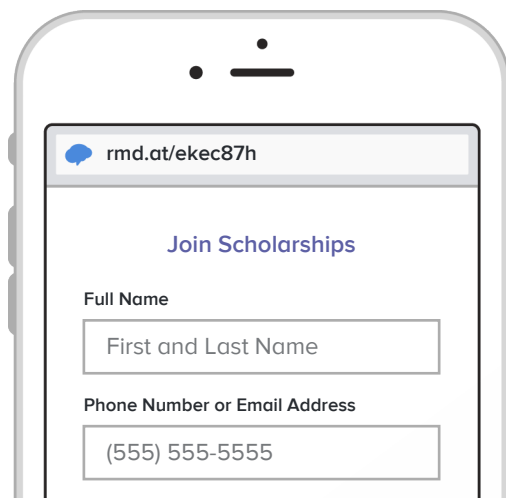 rmd.at/ekec87h
Join Scholarships
Full Name
First and Last Name
Phone Number or Email Address
(555) 555-5555